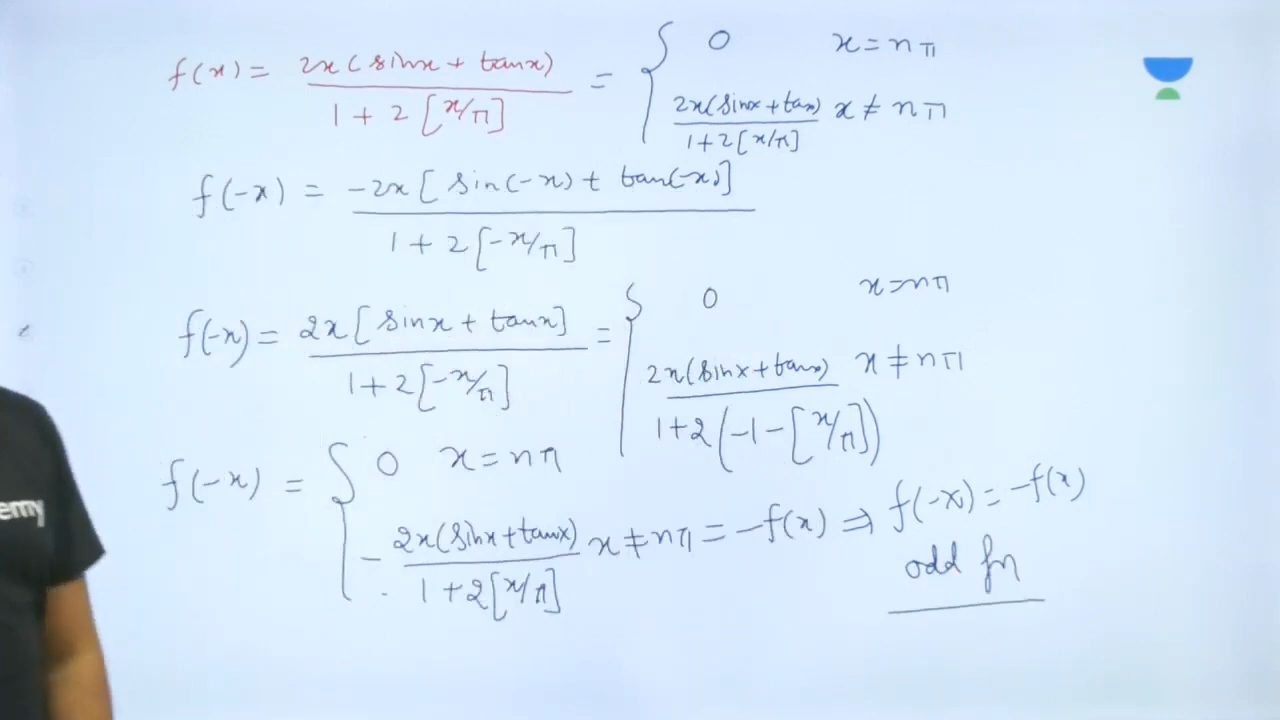 f(x) = 2x(sinx + tanx) / 1 + 2[x/π] = { 0 x = nπ
2x(sinx + tanx) / 1+2[x/π] x ≠ nπ
f(-x) = -2x[sin(-x) + tan(-x)] / 1 + 2[-x/π]
f(-x) = 2x[sinx + tanx] / 1+2[-x/π] = { 0 x=nπ
2x(sinx+tanx) / 1+2(-1-[x/π]) x ≠ nπ
f(-x) = { 0 x = nπ
- 2x(sinx+tanx) / 1+2[x/π] x ≠ nπ = -f(x) ⇒ f(-x) = -f(x)
odd fn
emy